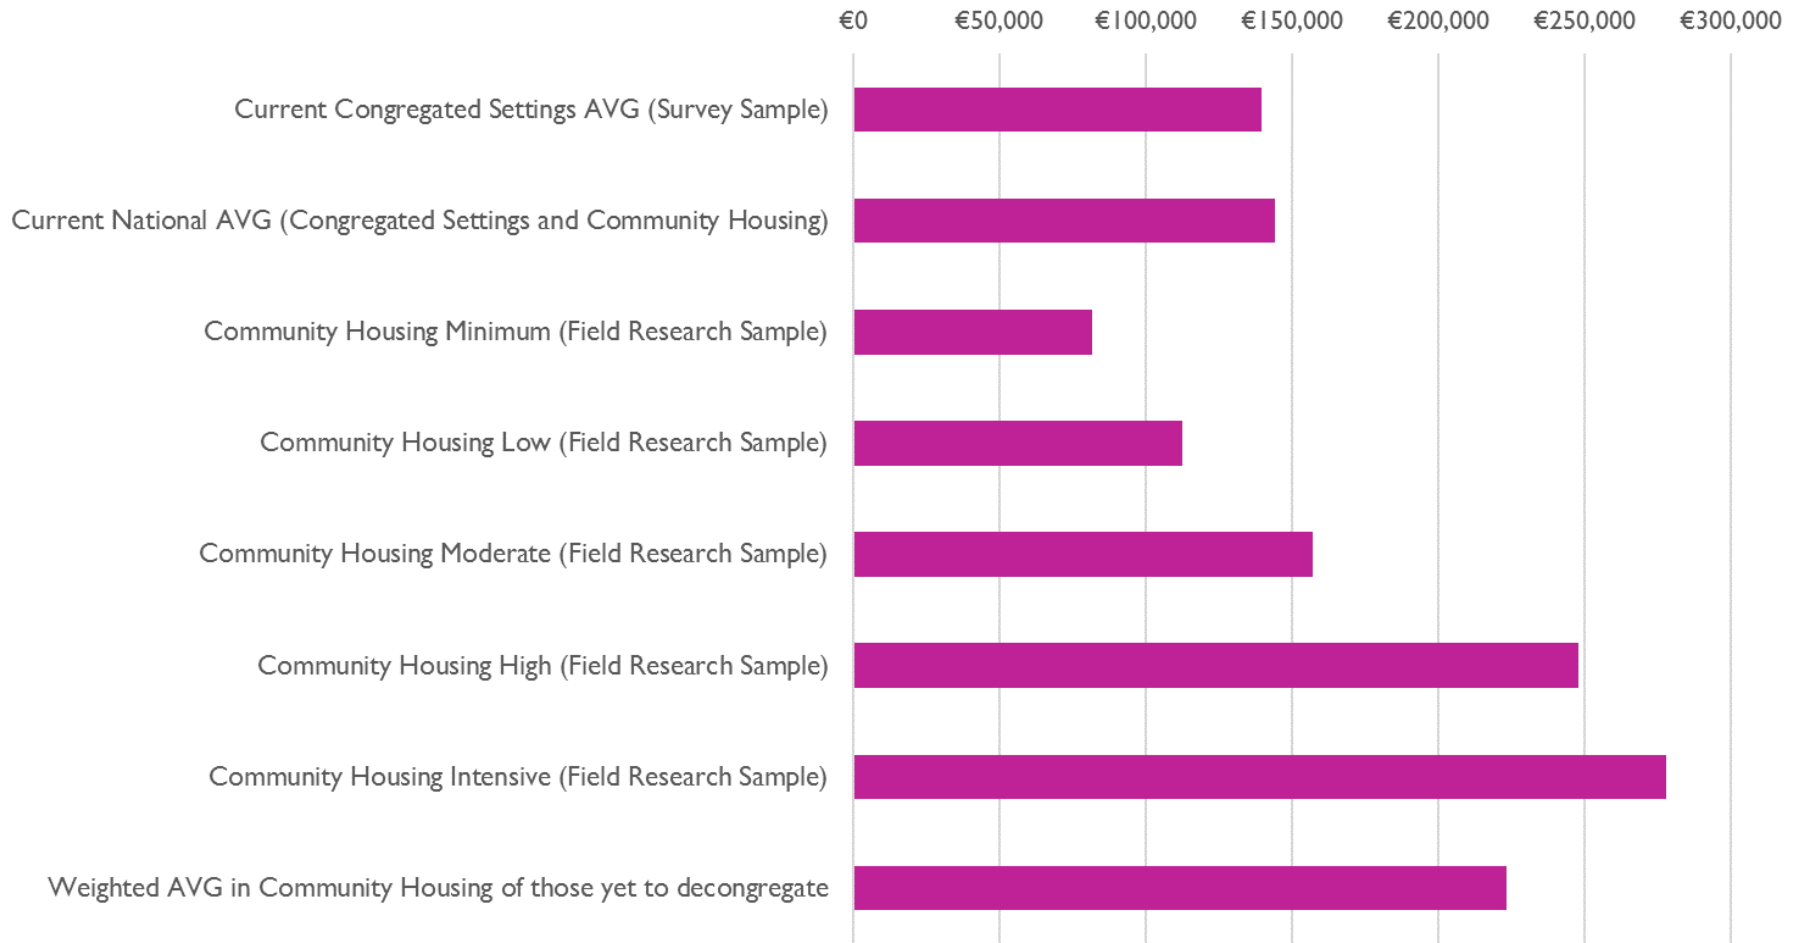 €0 €50,000 €100,000 €150,000 €200,000 €250,000 €300,000
Current Congregated Settings AVG (Survey Sample)
Current National AVG (Congregated Settings and Community Housing)
Community Housing Minimum (Field Research Sample)
Community Housing Low (Field Research Sample)
Community Housing Moderate (Field Research Sample)
Community Housing High (Field Research Sample)
Community Housing Intensive (Field Research Sample)
Weighted AVG in Community Housing of those yet to decongregate